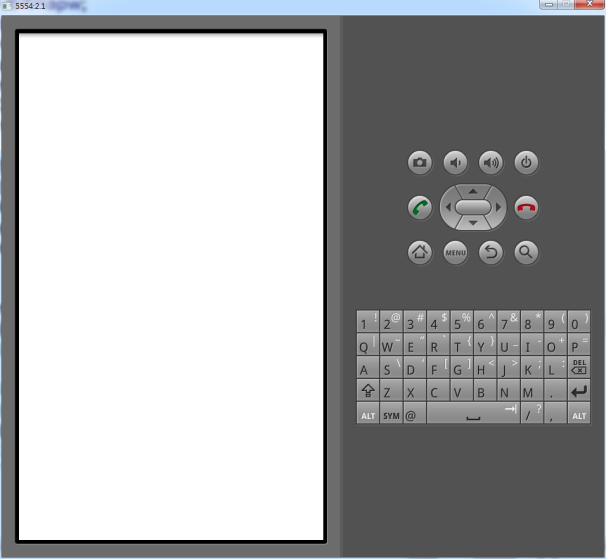 5554:2.1
MENU
1 ! 2 @ 3 # 4 $ 5 % 6 ^ 7 & 8 * 9 ( 0 )
Q | W ~ E " R ` T { Y } U _ I - O + P =
A S \ D ' F [ G ] H < J > K ; L : DEL
Z X C V B N M .
ALT SYM @ / ? , ALT